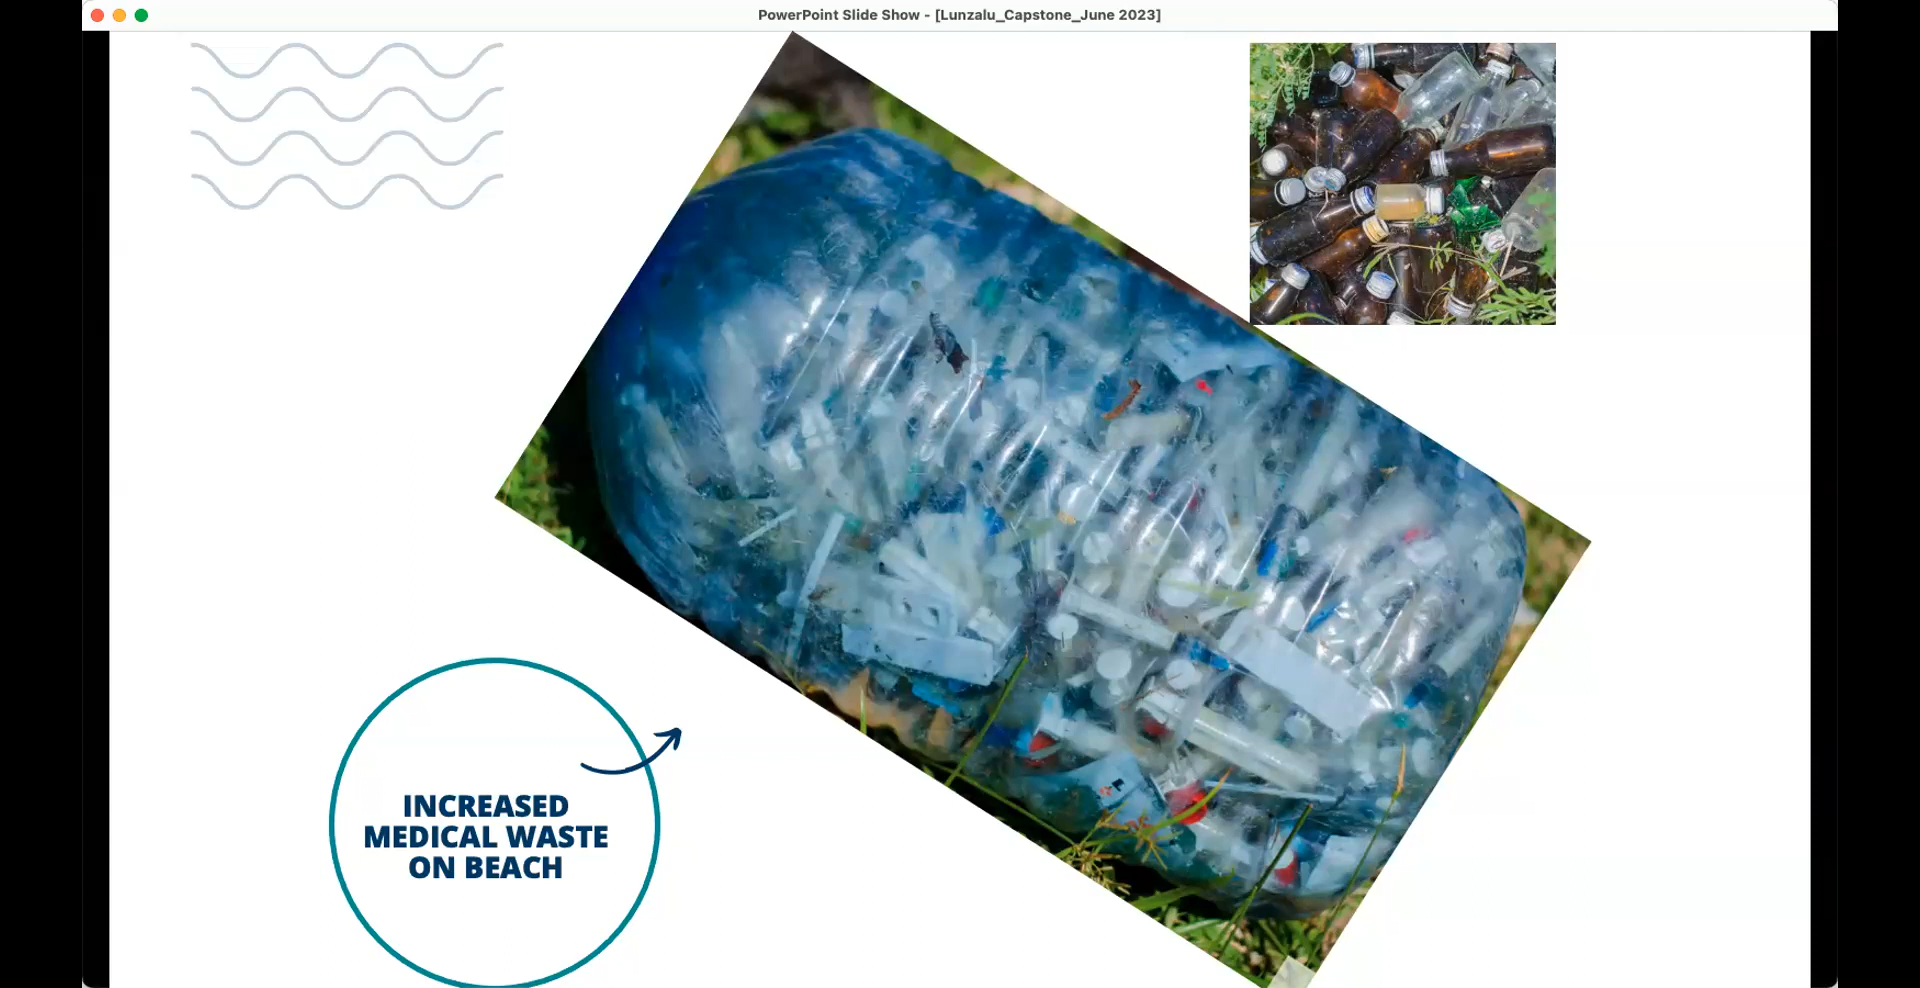 PowerPoint Slide Show - [Lunzalu_Capstone_June 2023]
INCREASED
MEDICAL WASTE
ON BEACH